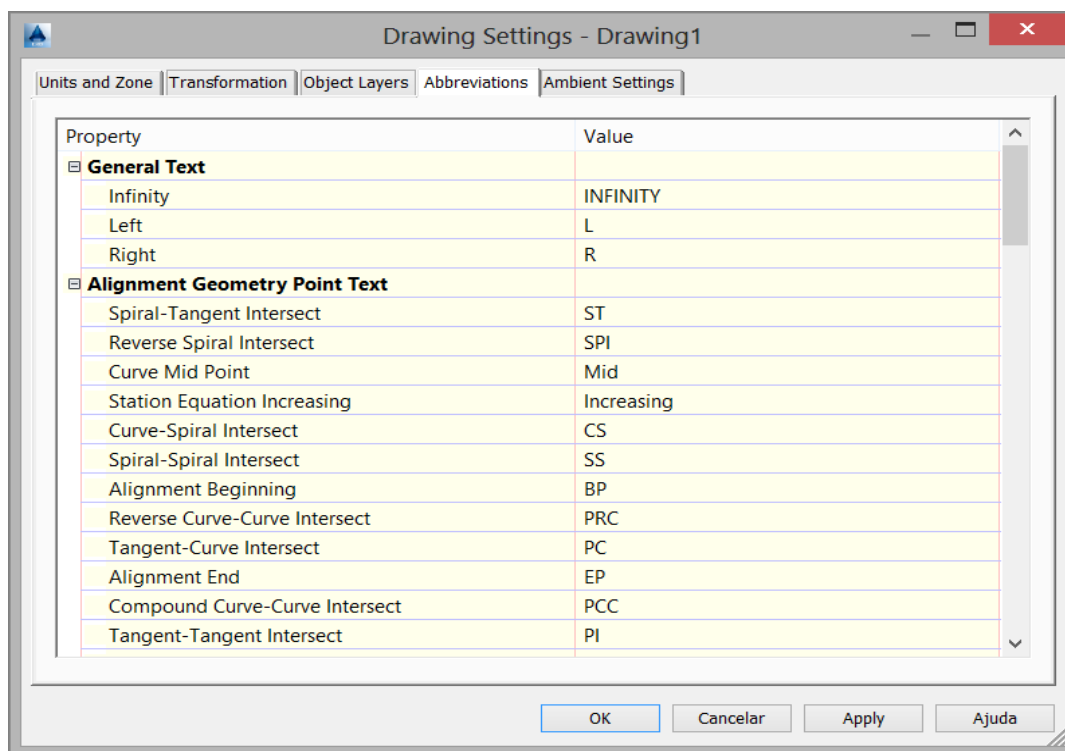 Drawing Settings - Drawing1
Units and Zone Transformation Object Layers Abbreviations Ambient Settings
Property Value
General Text
Infinity INFINITY
Left L
Right R
Alignment Geometry Point Text
Spiral-Tangent Intersect ST
Reverse Spiral Intersect SPI
Curve Mid Point Mid
Station Equation Increasing Increasing
Curve-Spiral Intersect CS
Spiral-Spiral Intersect SS
Alignment Beginning BP
Reverse Curve-Curve Intersect PRC
Tangent-Curve Intersect PC
Alignment End EP
Compound Curve-Curve Intersect PCC
Tangent-Tangent Intersect PI
OK Cancelar Apply Ajuda